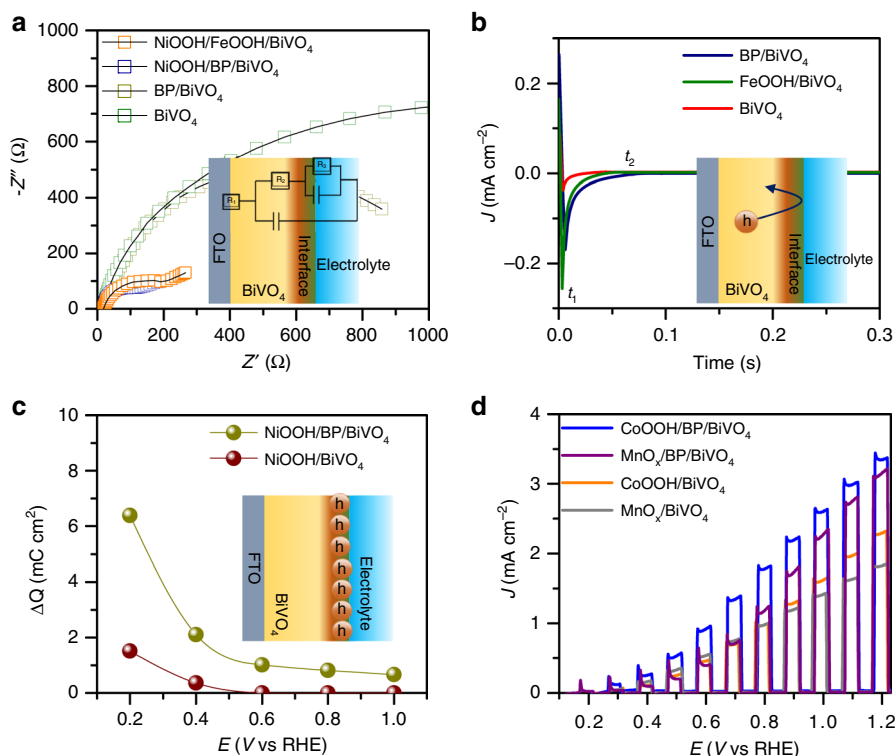 a
1000
800
600
400
200
0
0
200
400
600
800
1000
-Z″ (Ω)
Z′ (Ω)
NiOOH/FeOOH/BiVO₄
NiOOH/BP/BiVO₄
BP/BiVO₄
BiVO₄
R₁
R₂
R₃
FTO
BiVO₄
Interface
Electrolyte
b
0.2
0.0
−0.2
0.0
0.1
0.2
0.3
J (mA cm⁻²)
Time (s)
BP/BiVO₄
FeOOH/BiVO₄
BiVO₄
t₁
t₂
h
FTO
BiVO₄
Interface
Electrolyte
c
10
8
6
4
2
0
0.2
0.4
0.6
0.8
1.0
ΔQ (mC cm²)
E (V vs RHE)
NiOOH/BP/BiVO₄
NiOOH/BiVO₄
FTO
BiVO₄
h
h
h
h
h
h
h
Electrolyte
d
4
3
2
1
0
0.2
0.4
0.6
0.8
1.0
1.2
J (mA cm⁻²)
E (V vs RHE)
CoOOH/BP/BiVO₄
MnOₓ/BP/BiVO₄
CoOOH/BiVO₄
MnOₓ/BiVO₄